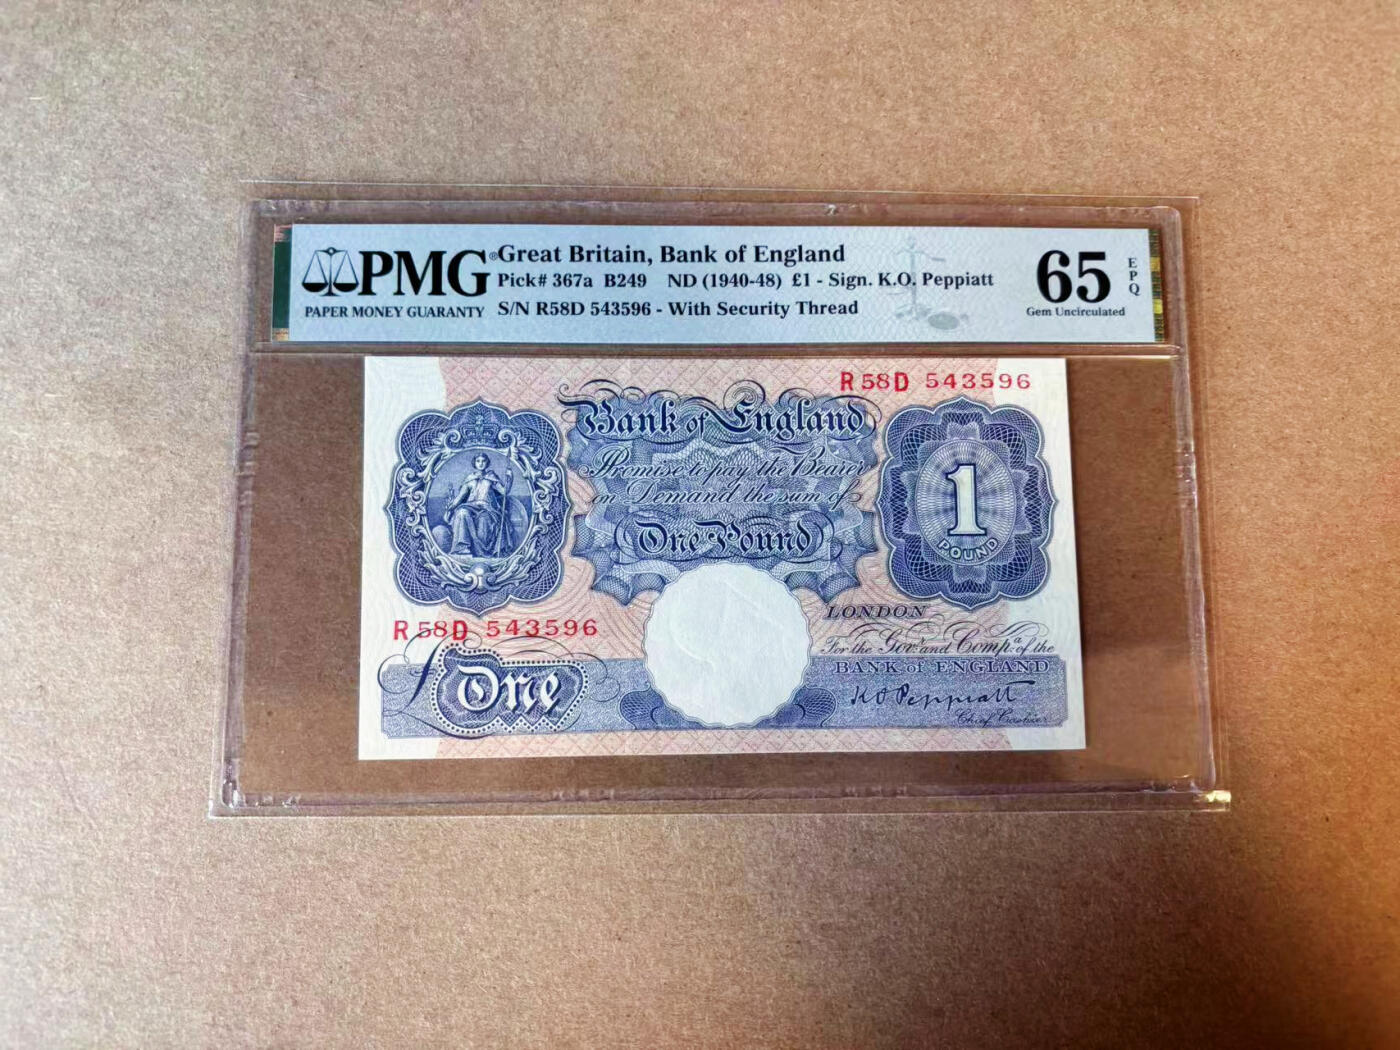 PMG®
PAPER MONEY GUARANTY
Great Britain, Bank of England
Pick# 367a B249 ND (1940-48) £1 - Sign. K.O. Peppiatt
S/N R58D 543596 - With Security Thread
65
EPQ
Gem Uncirculated
R58D 543596
Bank of England
Promise to pay the Bearer
on Demand the sum of
One Pound
1
POUND
LONDON
R58D 543596
For the Govr. and Compa. of the
BANK of ENGLAND
K O Peppiatt
Chief Cashier
One